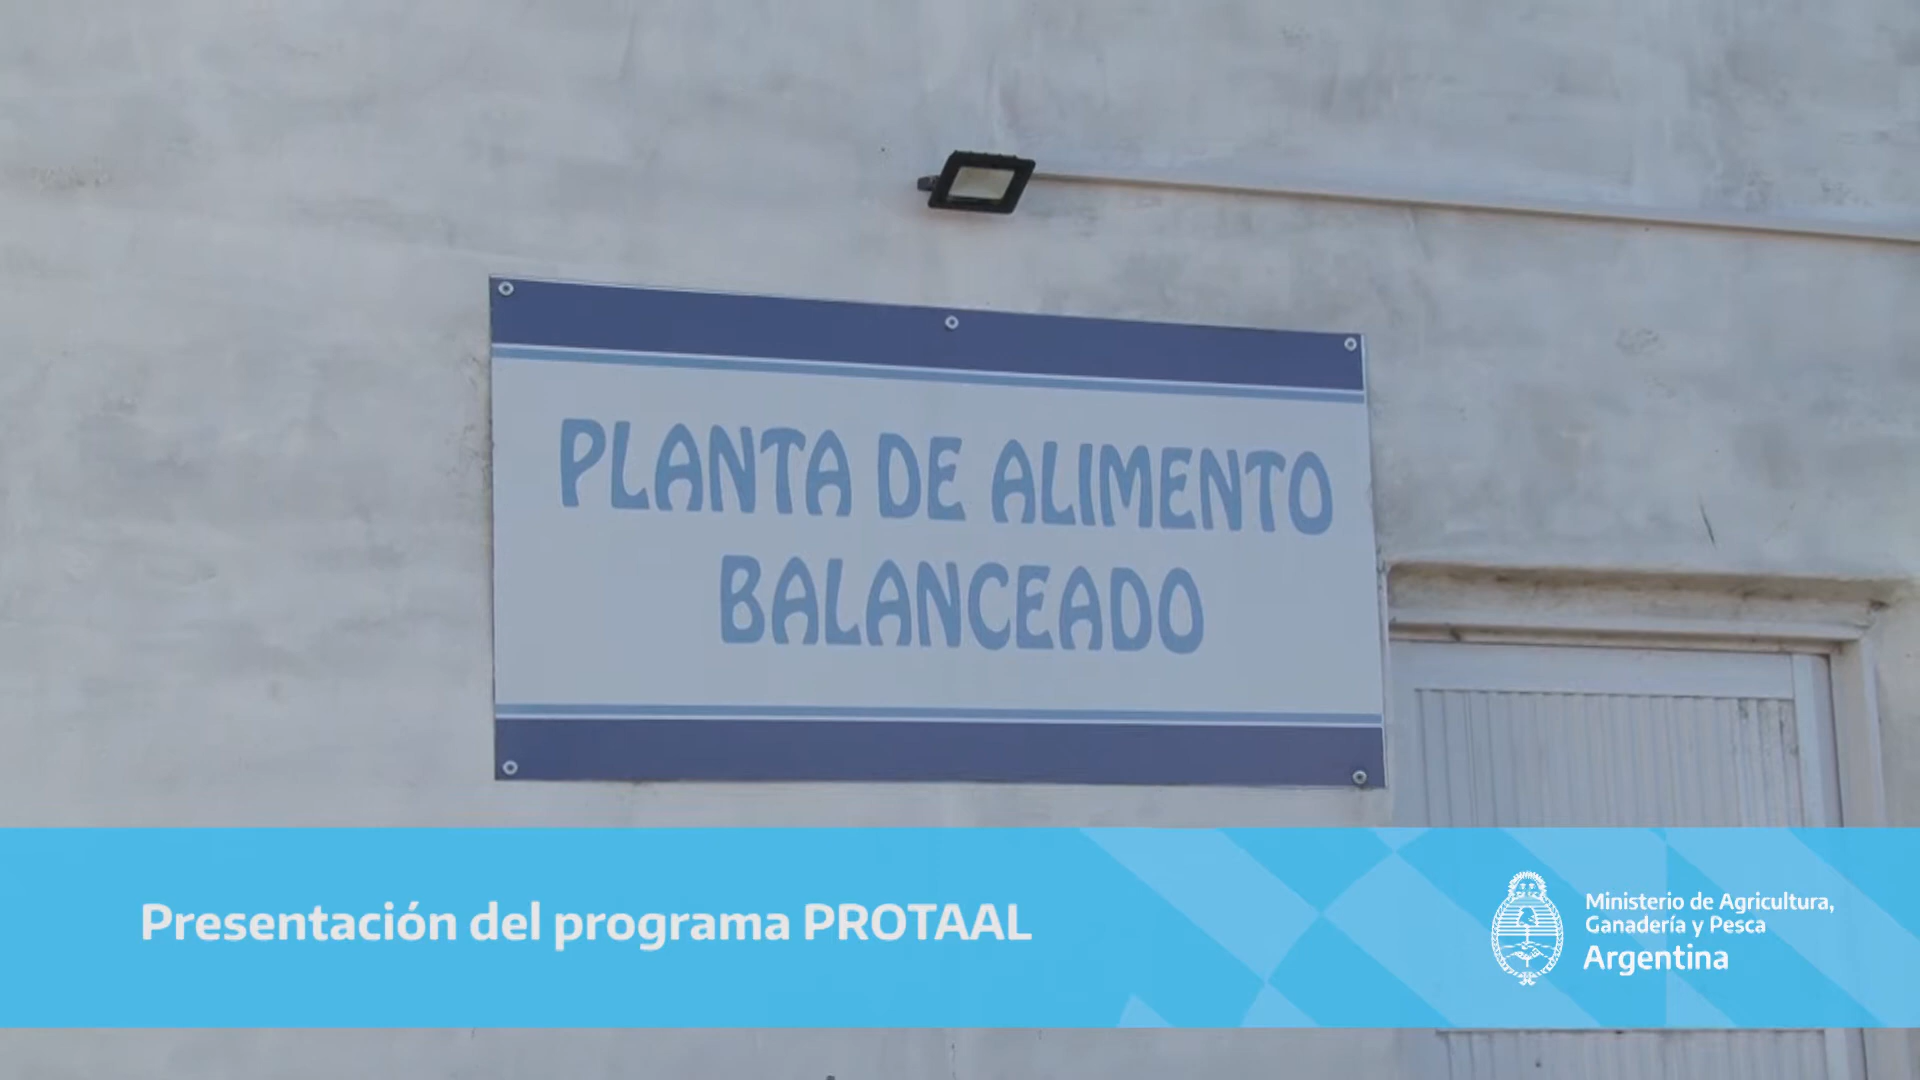 PLANTA DE ALIMENTO
BALANCEADO
Presentación del programa PROTAAL
Ministerio de Agricultura,
Ganadería y Pesca
Argentina